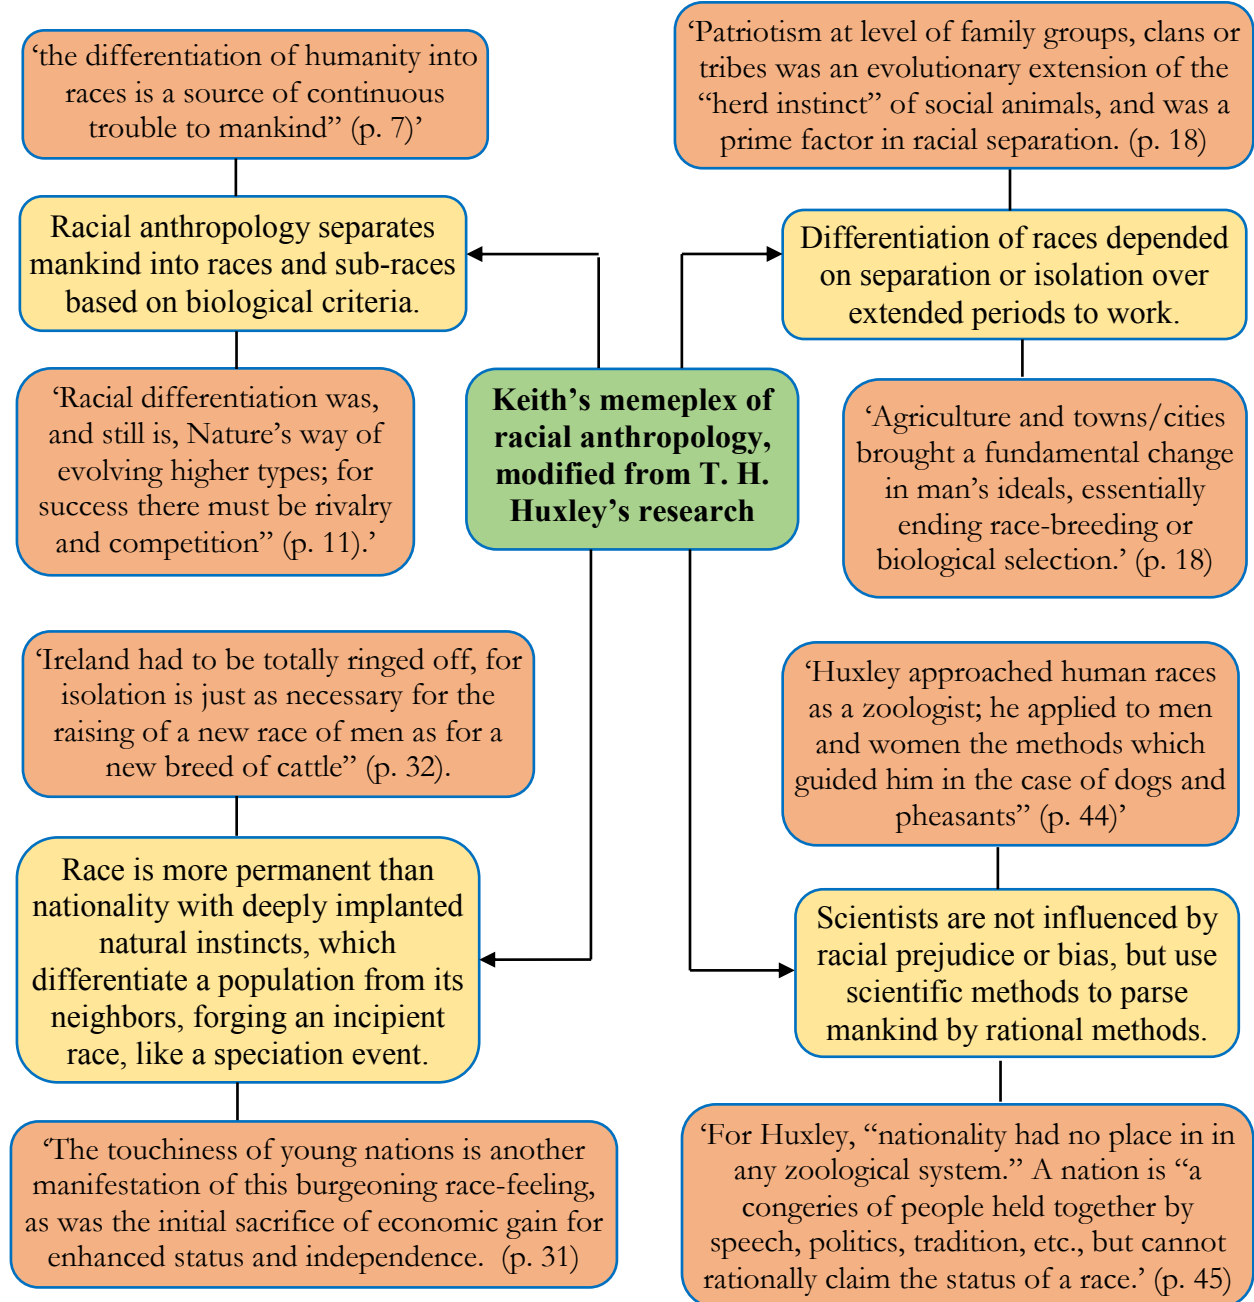 ‘the differentiation of humanity into
races is a source of continuous
trouble to mankind” (p. 7)’
Racial anthropology separates
mankind into races and sub-races
based on biological criteria.
‘Racial differentiation was,
and still is, Nature’s way of
evolving higher types; for
success there must be rivalry
and competition” (p. 11).’
‘Patriotism at level of family groups, clans or
tribes was an evolutionary extension of the
“herd instinct” of social animals, and was a
prime factor in racial separation. (p. 18)
Differentiation of races depended
on separation or isolation over
extended periods to work.
‘Agriculture and towns/cities
brought a fundamental change
in man’s ideals, essentially
ending race-breeding or
biological selection.’ (p. 18)
Keith’s memeplex of
racial anthropology,
modified from T. H.
Huxley’s research
‘Ireland had to be totally ringed off, for
isolation is just as necessary for the
raising of a new race of men as for a
new breed of cattle” (p. 32).
Race is more permanent than
nationality with deeply implanted
natural instincts, which
differentiate a population from its
neighbors, forging an incipient
race, like a speciation event.
‘The touchiness of young nations is another
manifestation of this burgeoning race-feeling,
as was the initial sacrifice of economic gain for
enhanced status and independence. (p. 31)
‘Huxley approached human races
as a zoologist; he applied to men
and women the methods which
guided him in the case of dogs and
pheasants” (p. 44)’
Scientists are not influenced by
racial prejudice or bias, but use
scientific methods to parse
mankind by rational methods.
‘For Huxley, “nationality had no place in in
any zoological system.” A nation is “a
congeries of people held together by
speech, politics, tradition, etc., but cannot
rationally claim the status of a race.’ (p. 45)